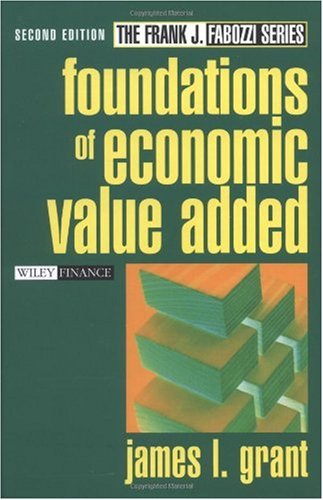 SECOND EDITION THE FRANK J. FABOZZI SERIES
foundations
of economic
value added
WILEY FINANCE
james l. grant